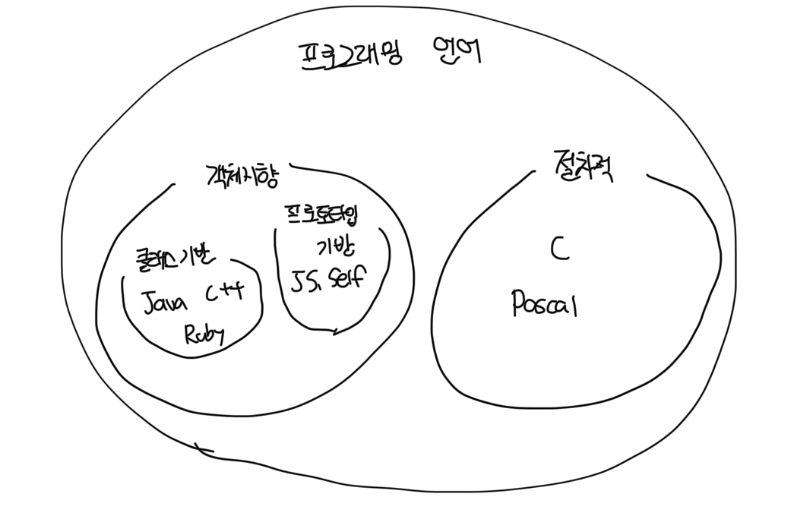 프로그래밍 언어
객체지향
절차적
프로토타입
기반
JS, Self
클래스 기반
Java C++
Ruby
C
Pascal